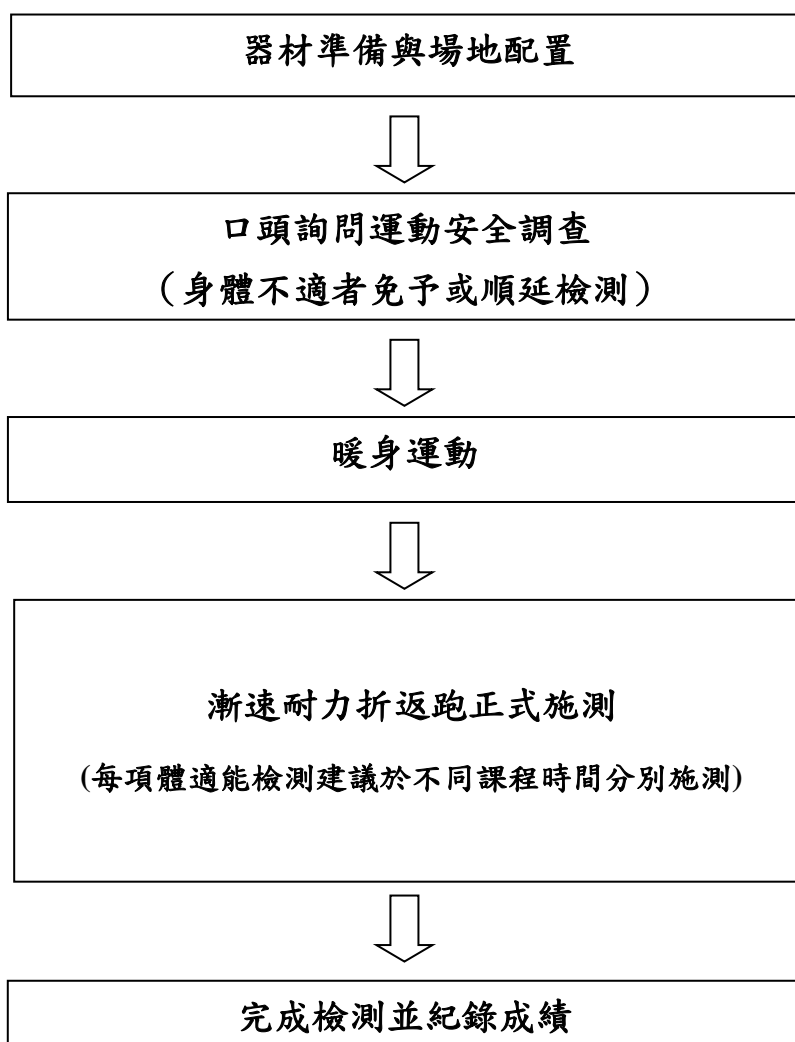 器材準備與場地配置
口頭詢問運動安全調查
（身體不適者免予或順延檢測）
暖身運動
漸速耐力折返跑正式施測
(每項體適能檢測建議於不同課程時間分別施測)
完成檢測並紀錄成績